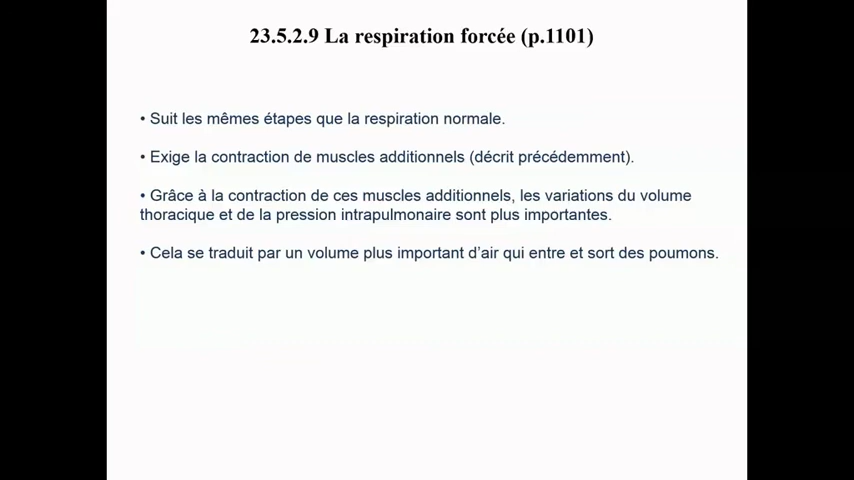 23.5.2.9 La respiration forcée (p.1101)
• Suit les mêmes étapes que la respiration normale.
• Exige la contraction de muscles additionnels (décrit précédemment).
• Grâce à la contraction de ces muscles additionnels, les variations du volume
thoracique et de la pression intrapulmonaire sont plus importantes.
• Cela se traduit par un volume plus important d’air qui entre et sort des poumons.